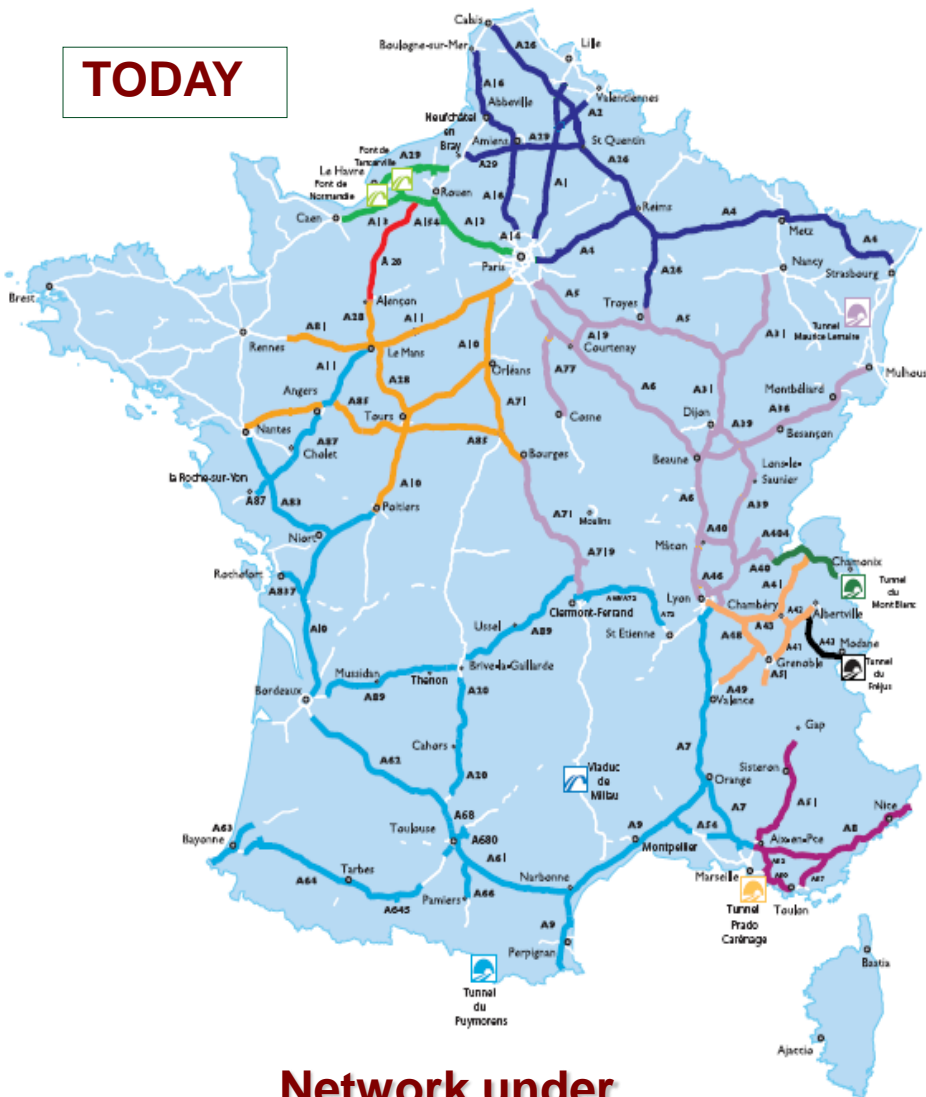 TODAY
Calais
Boulogne-sur-Mer
A26
Lille
A16
Abbeville
Valentiennes
A2
Neufchâtel
en
Bray
Amiens
A29
St Quentin
Pont de
Tancarville
A29
A29
A26
Le Havre
Pont de
Normandie
Rouen
A16
A1
Reims
Caen
A13
A154
A13
A4
Metz
A14
A4
A4
Paris
Nancy
Strasbourg
A28
A26
Brest
Alençon
A5
Troyes
A28
A11
A5
A31
Tunnel
Maurice Lemaire
A81
A19
Rennes
Le Mans
A10
Courtenay
A11
Orléans
A77
Mulhous
A28
A6
A31
Montbéliard
Angers
A85
A71
A36
Tours
Cosne
Dijon
A39
Nantes
A87
Besançon
Cholet
A85
Bourges
Beaune
Lons-le-
Saunier
la Roche-sur-Yon
A87
A83
A10
Poitiers
A6
A39
A71
Moulins
Niort
A40
A404
Mâcon
A719
A40
Chamonix
Rochefort
A46
A41
Tunnel
du
Mont Blanc
A837
Lyon
Chambéry
Albertville
Clermont-Ferrand
A72
A43
A10
Ussel
A89
St Etienne
A48
A43
Modane
A41
Mussidan
Thenon
Brive-la-Gaillarde
Grenoble
Tunnel
du
Fréjus
Bordeaux
A89
A20
A51
A49
Valence
Gap
Cahors
A7
A62
A20
Viaduc
de
Millau
Sisteron
Orange
A51
Nice
A63
A68
A7
A8
Bayonne
Toulouse
A680
A9
A54
Aix-en-Pce
A61
Montpellier
A64
Tarbes
Narbonne
Marseille
A645
Pamiers
A66
Toulon
Tunnel
Prado
Carénage
A9
Perpignan
Bastia
Tunnel
du
Puymorens
Ajaccio
Network under